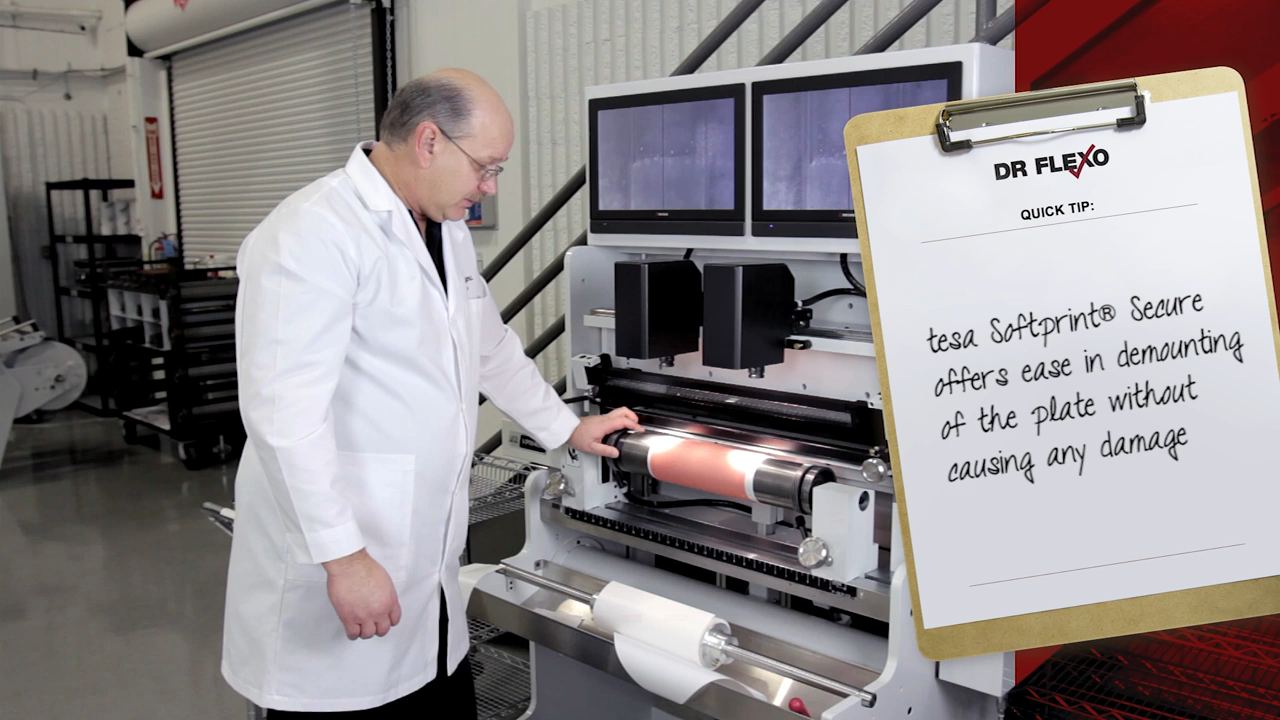 DR FLEXO
QUICK TIP:
tesa Softprint® Secure
offers ease in demounting
of the plate without
causing any damage